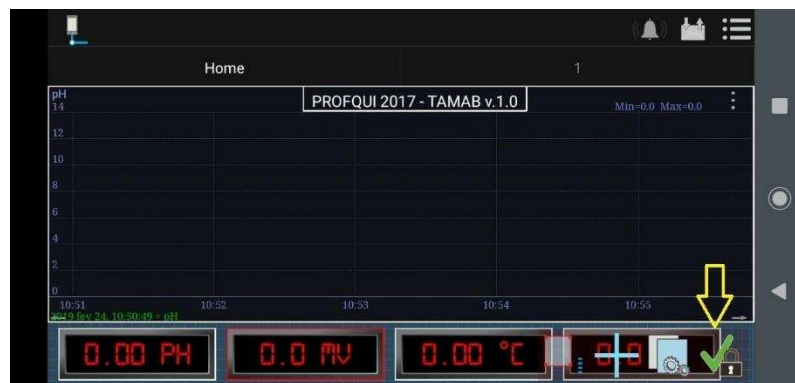 Home
1
pH
PROFQUI 2017 - TAMAB v.1.0
Min=0.0 Max=0.0
14
12
10
8
6
4
2
0
10:51
10:52
10:53
10:54
10:55
2019 fev 24, 10:50:49 = pH
0.00 PH
0.0 MV
0.00 °C